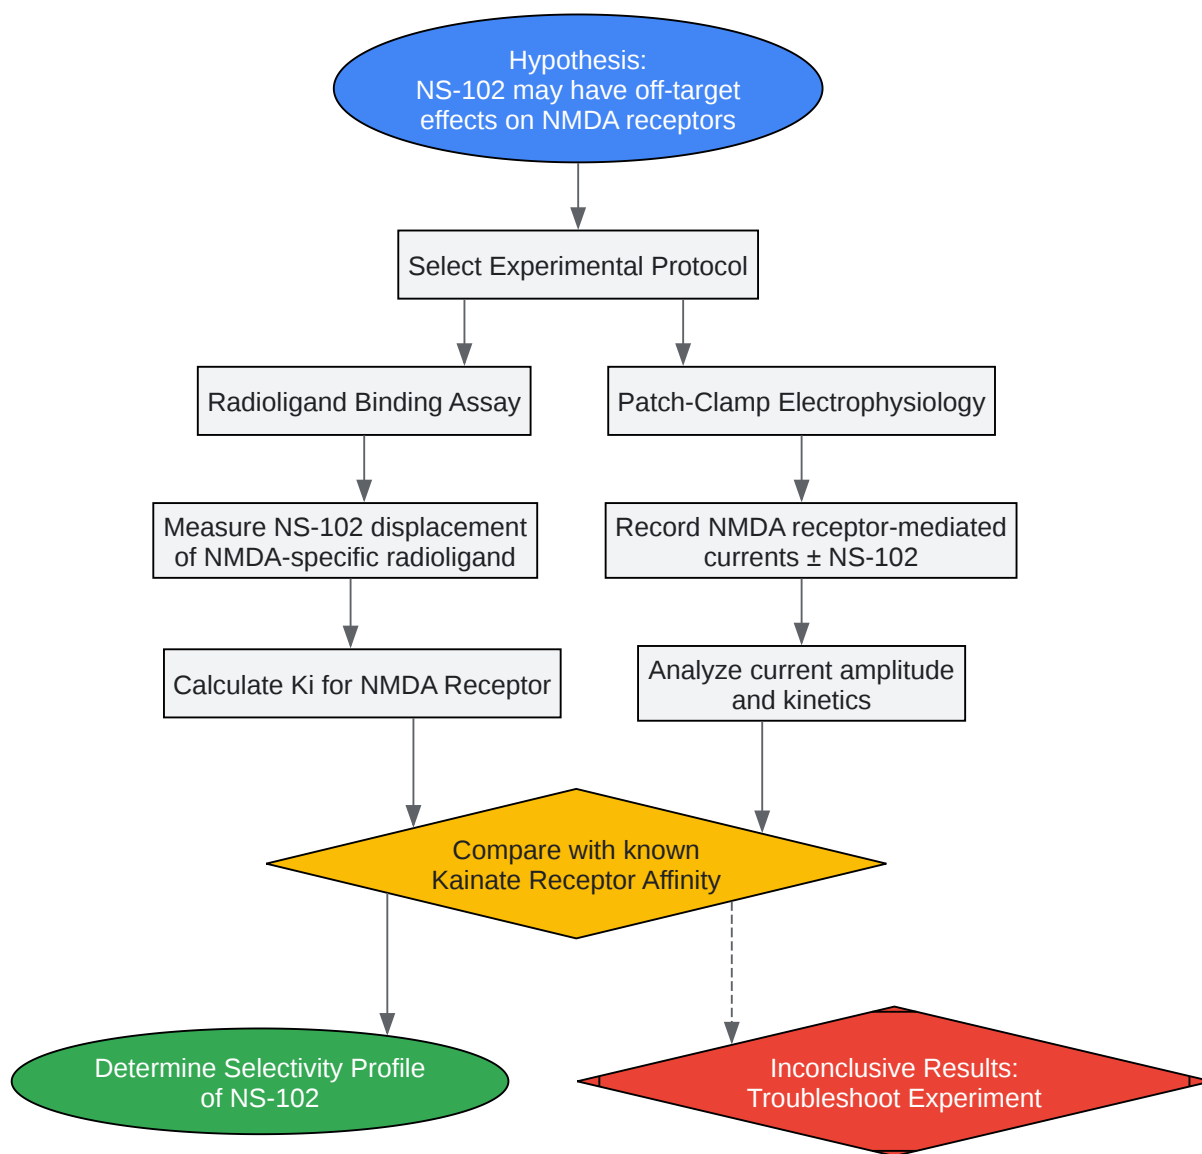 Hypothesis:
NS-102 may have off-target
effects on NMDA receptors
Select Experimental Protocol
Radioligand Binding Assay
Patch-Clamp Electrophysiology
Measure NS-102 displacement
of NMDA-specific radioligand
Record NMDA receptor-mediated
currents ± NS-102
Calculate Ki for NMDA Receptor
Analyze current amplitude
and kinetics
Compare with known
Kainate Receptor Affinity
Determine Selectivity Profile
of NS-102
Inconclusive Results:
Troubleshoot Experiment